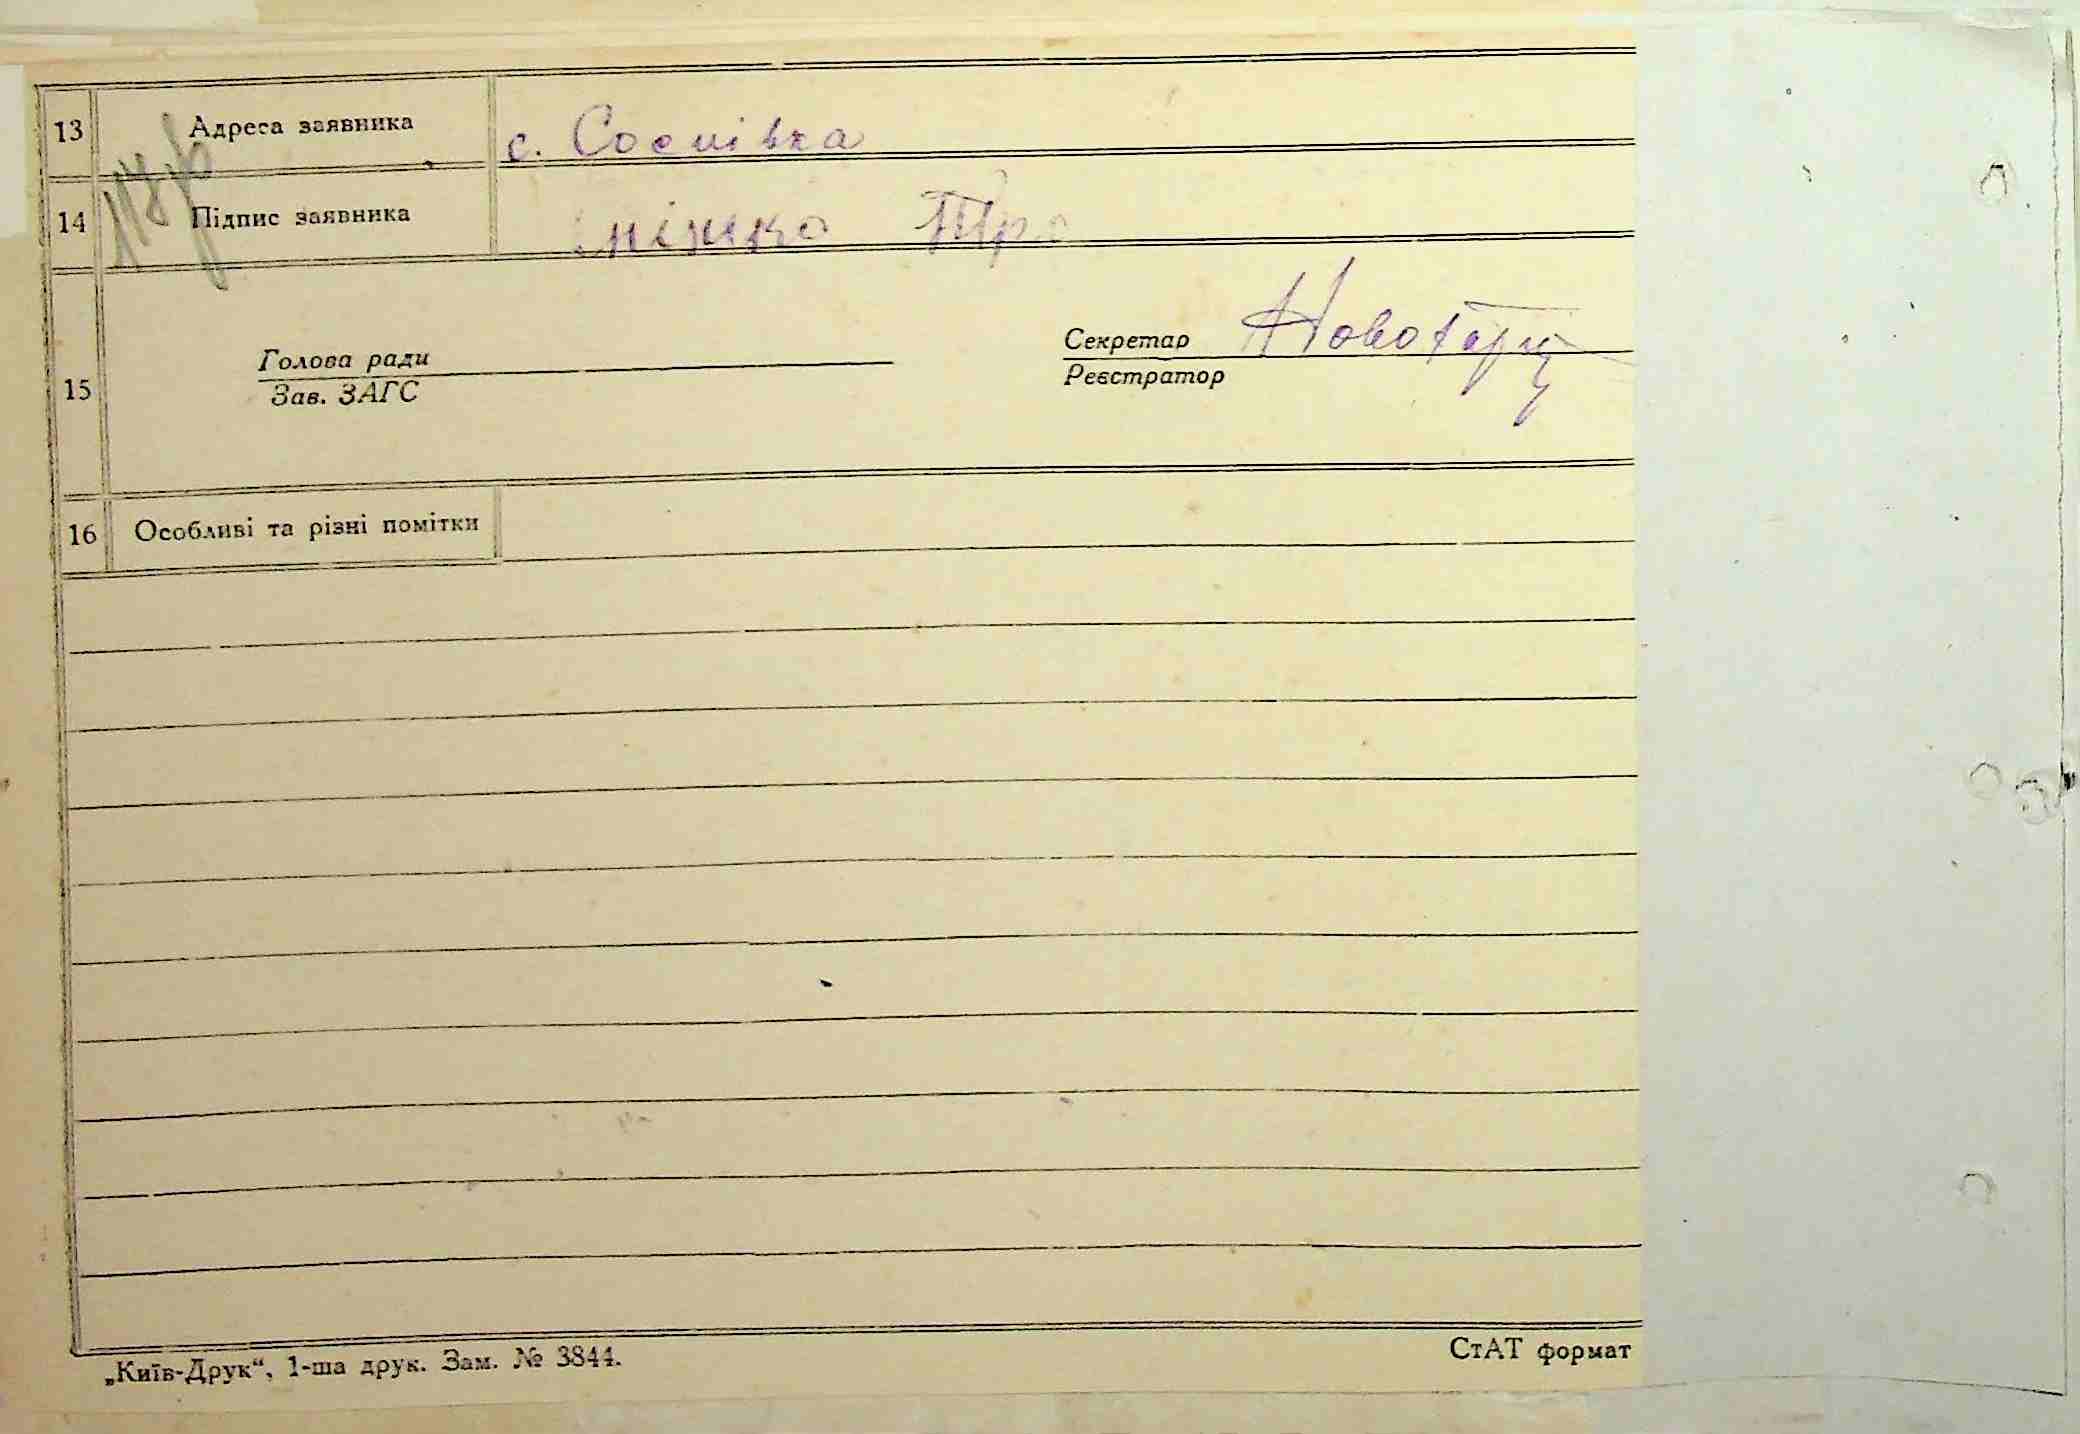 13 Адреса заявника с. Соснівка
14 Підпис заявника
15 Голова ради
Зав. ЗАГС
Секретар
Реєстратор
16 Особливі та різні помітки
„Київ-Друк“, 1-ша друк. Зам. № 3844.
СтАТ формат